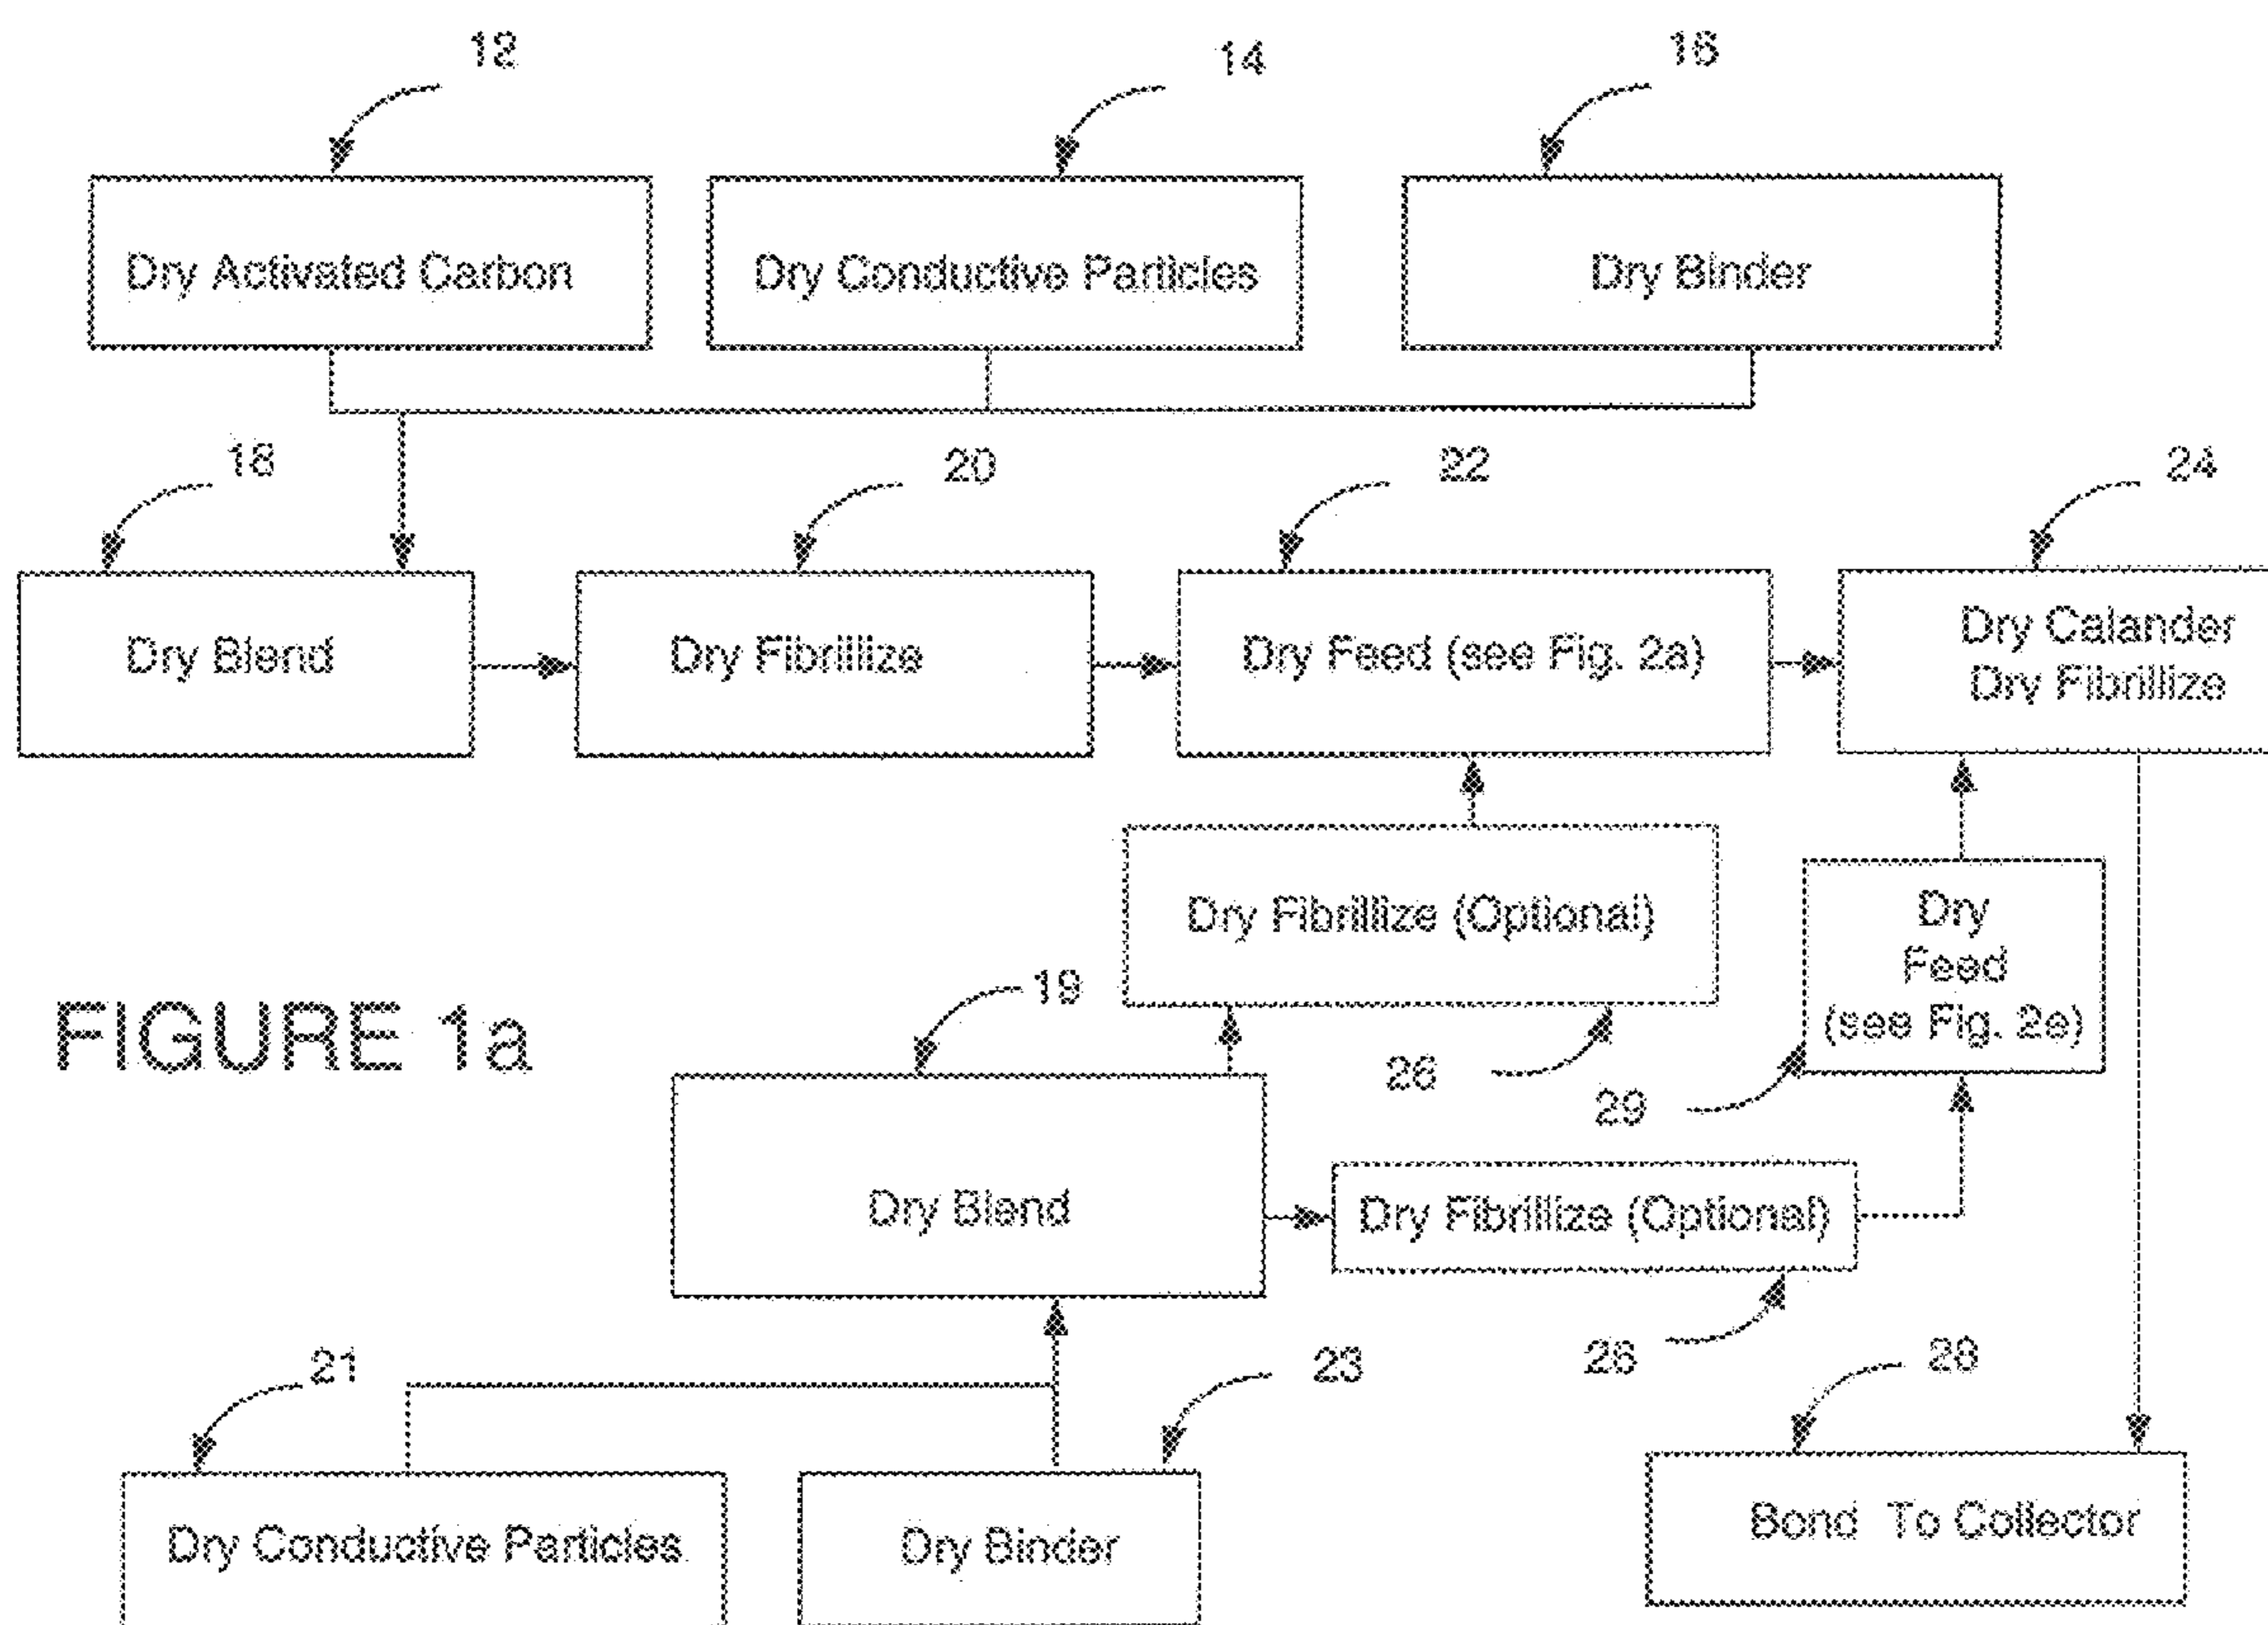 12
14
16
Dry Activated Carbon
Dry Conductive Particles
Dry Binder
18
20
22
24
Dry Blend
Dry Fibrillize
Dry Feed (see Fig. 2a)
Dry Calander
Dry Fibrillize
Dry Fibrillize (Optional)
Dry
Feed
(see Fig. 2e)
FIGURE 1a
19
26
29
Dry Blend
Dry Fibrillize (Optional)
21
23
26
28
Dry Conductive Particles
Dry Binder
Bond To Collector